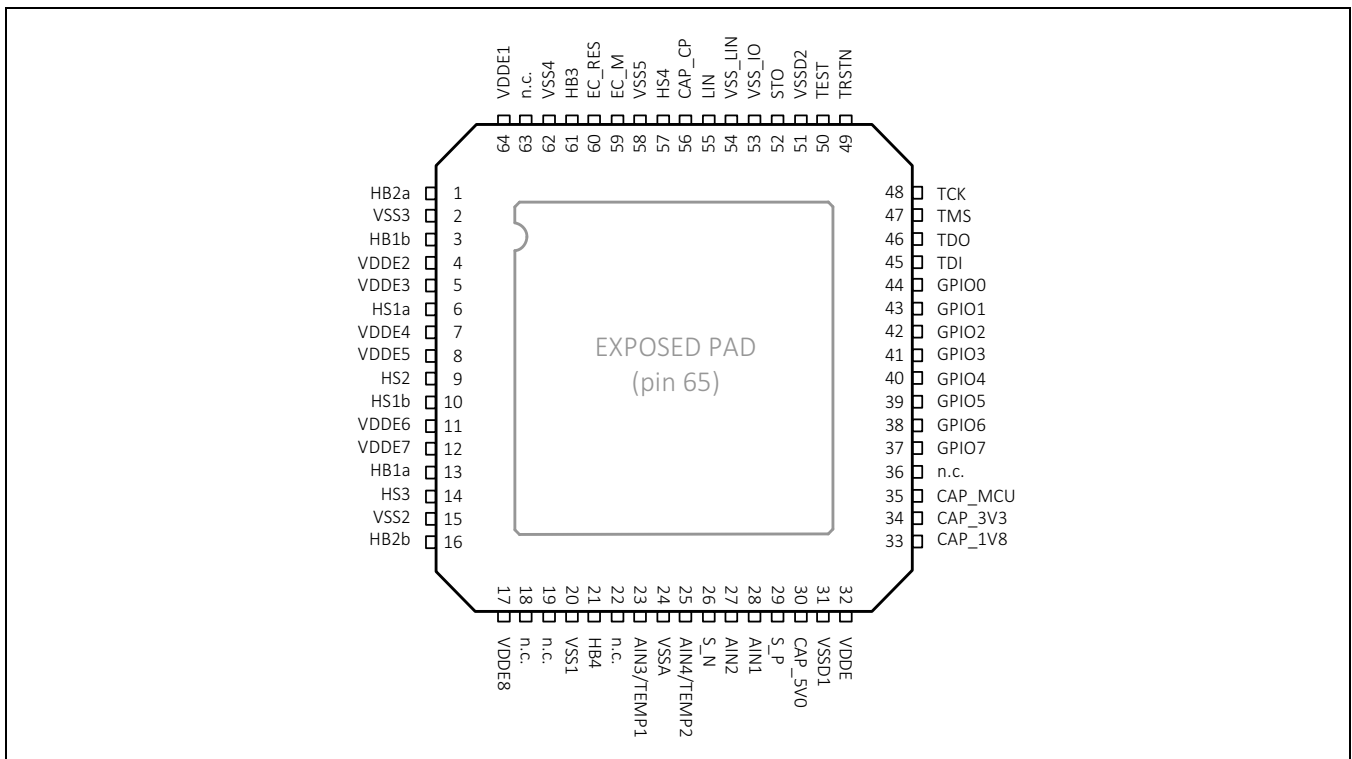 VDDE1
n.c.
VSS4
HB3
EC_RES
EC_M
VSS5
HS4
CAP_CP
LIN
VSS_LIN
VSS_IO
STO
VSSD2
TEST
TRSTN
64
63
62
61
60
59
58
57
56
55
54
53
52
51
50
49
HB2a 1
VSS3 2
HB1b 3
VDDE2 4
VDDE3 5
HS1a 6
VDDE4 7
VDDE5 8
HS2 9
HS1b 10
VDDE6 11
VDDE7 12
HB1a 13
HS3 14
VSS2 15
HB2b 16
EXPOSED PAD
(pin 65)
48 TCK
47 TMS
46 TDO
45 TDI
44 GPIO0
43 GPIO1
42 GPIO2
41 GPIO3
40 GPIO4
39 GPIO5
38 GPIO6
37 GPIO7
36 n.c.
35 CAP_MCU
34 CAP_3V3
33 CAP_1V8
17
18
19
20
21
22
23
24
25
26
27
28
29
30
31
32
VDDE8
n.c.
n.c.
VSS1
HB4
n.c.
AIN3/TEMP1
VSSA
AIN4/TEMP2
S_N
AIN2
AIN1
S_P
CAP_5V0
VSSD1
VDDE